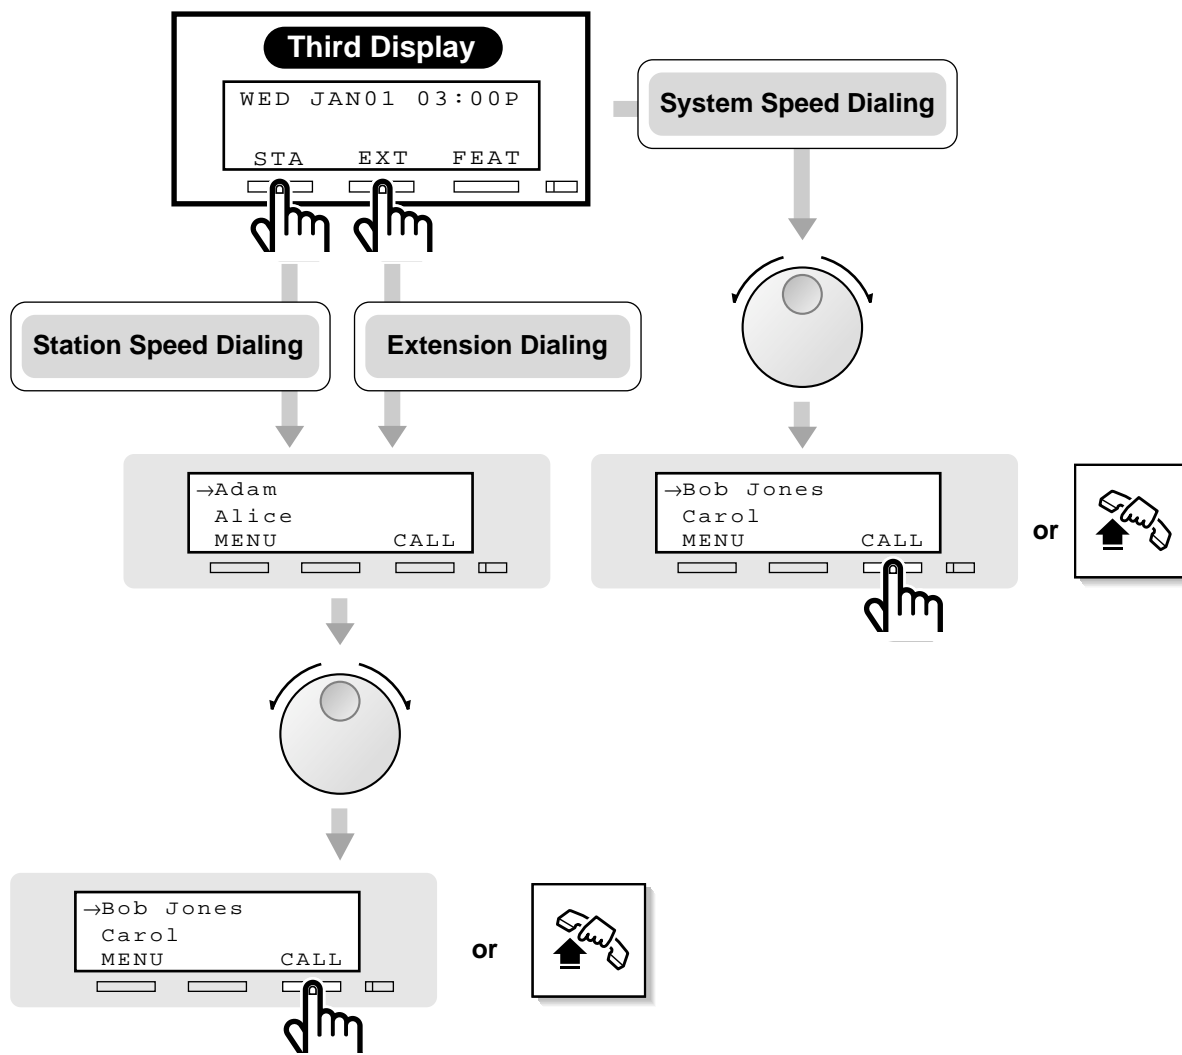 Third Display
WED JAN01 03:00P
STA EXT FEAT
System Speed Dialing
Station Speed Dialing
Extension Dialing
→Adam
Alice
MENU CALL
→Bob Jones
Carol
MENU CALL
or
→Bob Jones
Carol
MENU CALL
or